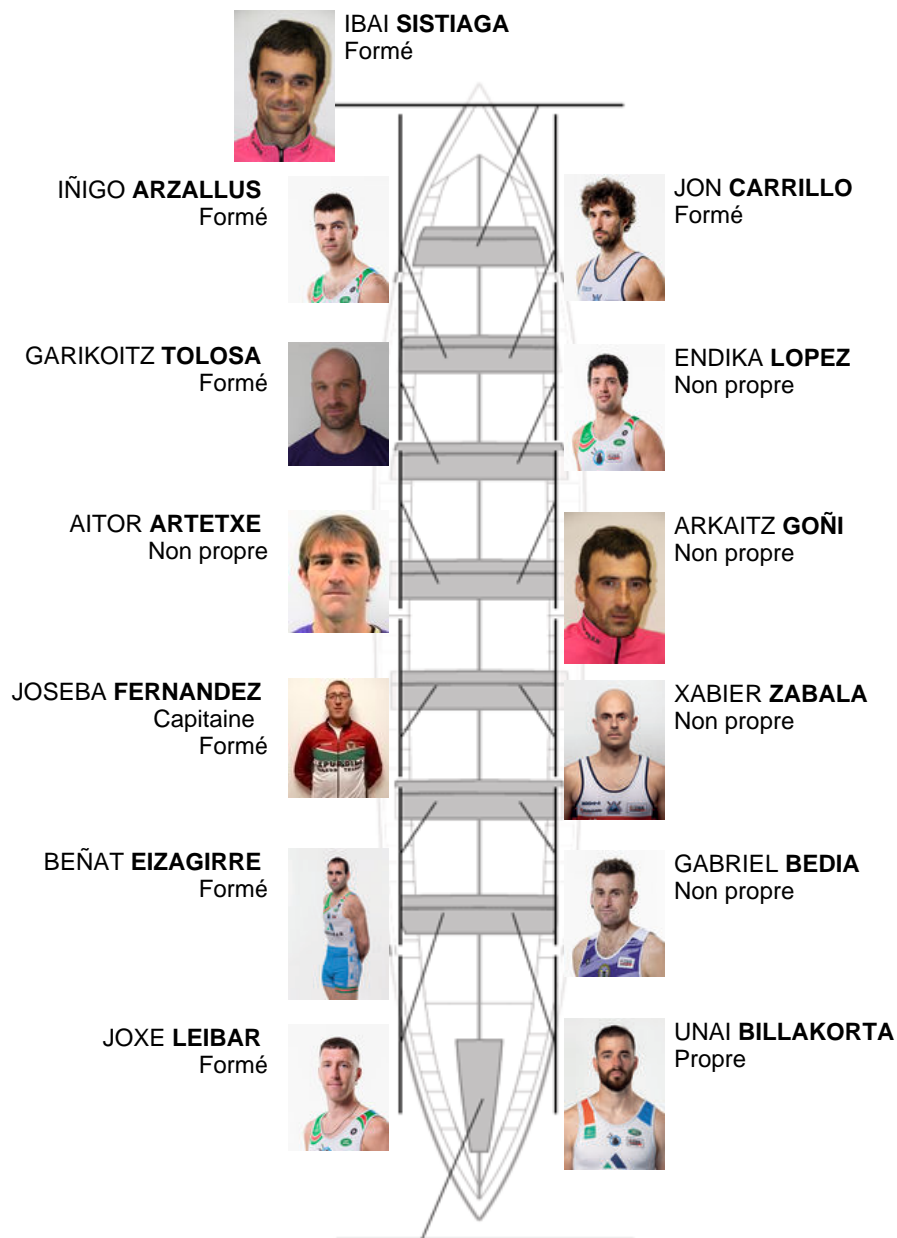 IBAI SISTIAGA
Formé
IÑIGO ARZALLUS
Formé
JON CARRILLO
Formé
GARIKOITZ TOLOSA
Formé
ENDIKA LOPEZ
Non propre
AITOR ARTETXE
Non propre
ARKAITZ GOÑI
Non propre
JOSEBA FERNANDEZ
Capitaine
Formé
XABIER ZABALA
Non propre
BEÑAT EIZAGIRRE
Formé
GABRIEL BEDIA
Non propre
JOXE LEIBAR
Formé
UNAI BILLAKORTA
Propre